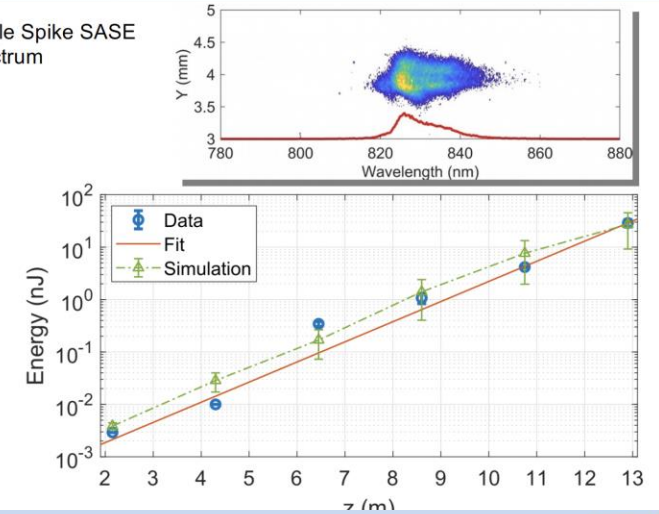 le Spike SASE
ctrum
5
4.5
4
3.5
3
Y (mm)
780 800 820 840 860 880
Wavelength (nm)
10^2
10^1
10^0
10^-1
10^-2
10^-3
Energy (nJ)
Data
Fit
Simulation
2 3 4 5 6 7 8 9 10 11 12 13
z (m)